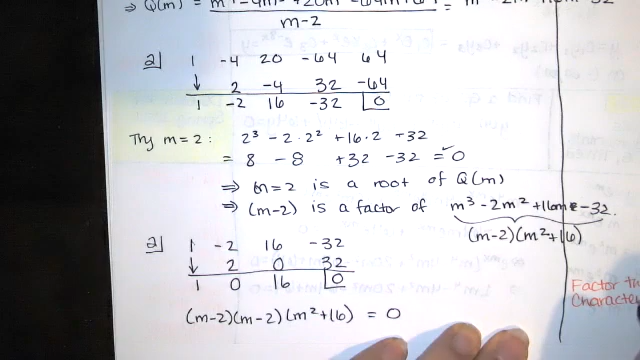 ⇒ Q(m) = m⁴-4m³+20m²-64m+64 / m-2 = m³-2m²+16m-32
2| 1 -4 20 -64 64
↓ 2 -4 32 -64
1 -2 16 -32 |0
Try m=2: 2³ -2·2² +16·2 -32
= 8 -8 +32 -32 = 0
⇒ m=2 is a root of Q(m)
⇒ (m-2) is a factor of m³-2m²+16m-32.
(m-2)(m²+16)
2| 1 -2 16 -32
↓ 2 0 32
1 0 16 |0
(m-2)(m-2)(m²+16) = 0
Factor